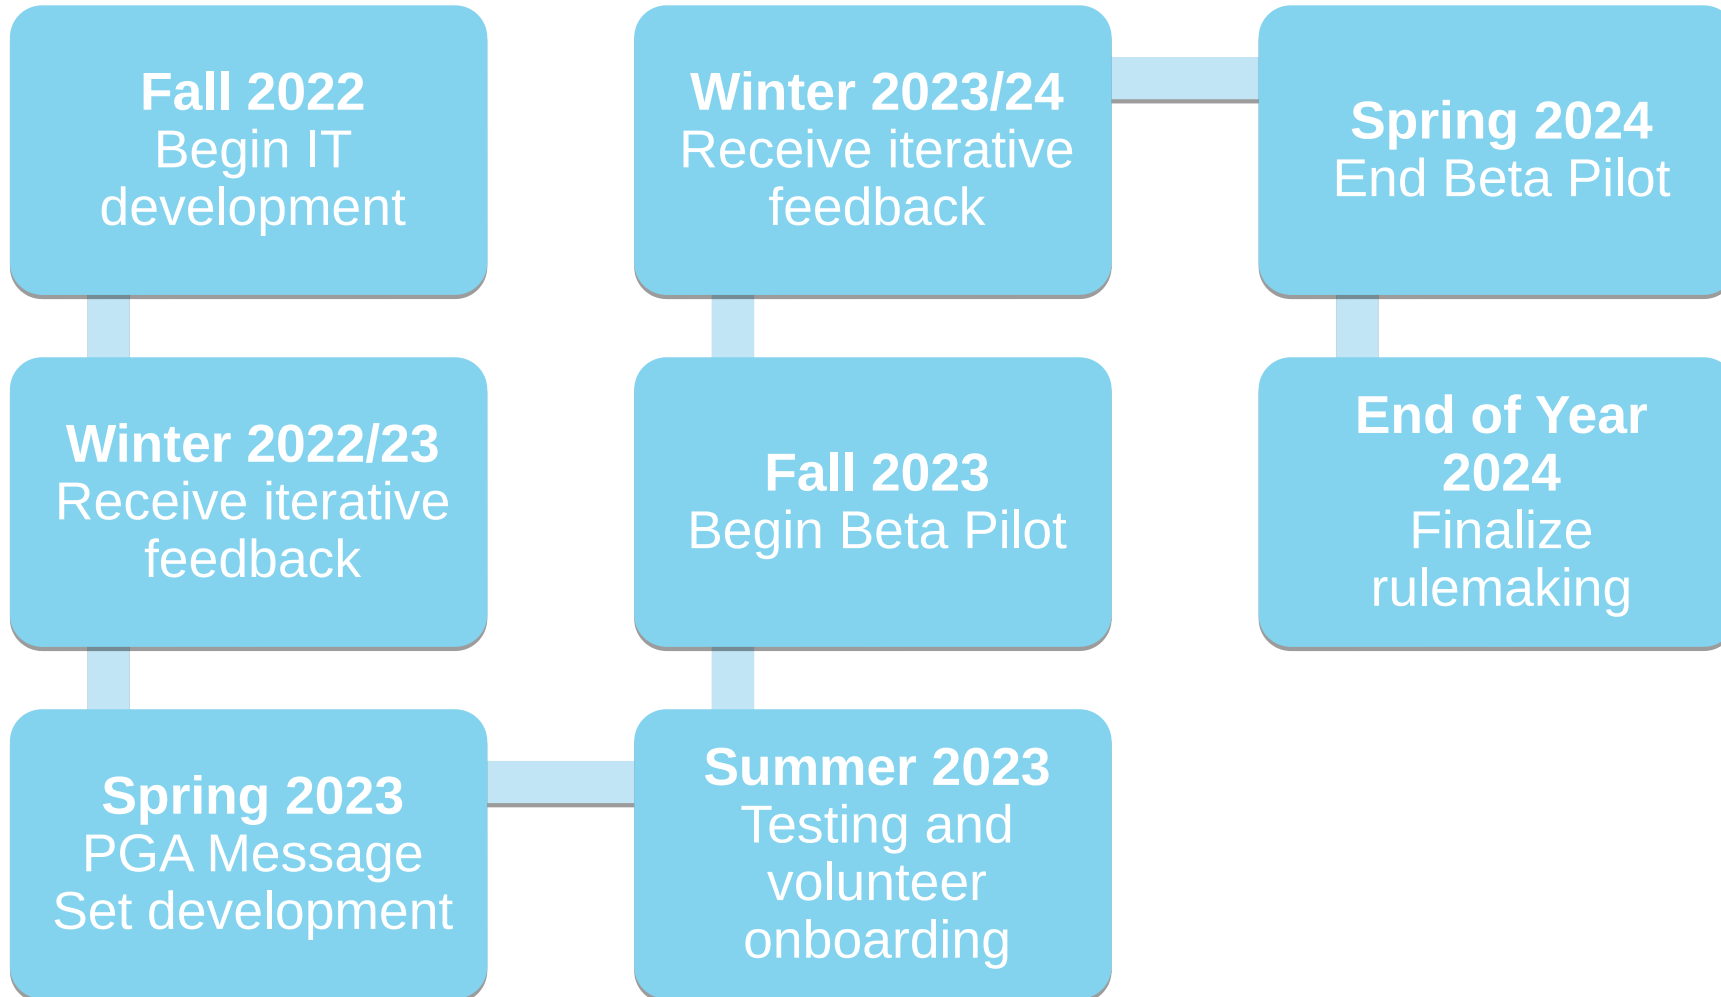 Fall 2022
Begin IT
development
Winter 2022/23
Receive iterative
feedback
Spring 2023
PGA Message
Set development
Summer 2023
Testing and
volunteer
onboarding
Fall 2023
Begin Beta Pilot
Winter 2023/24
Receive iterative
feedback
Spring 2024
End Beta Pilot
End of Year
2024
Finalize
rulemaking